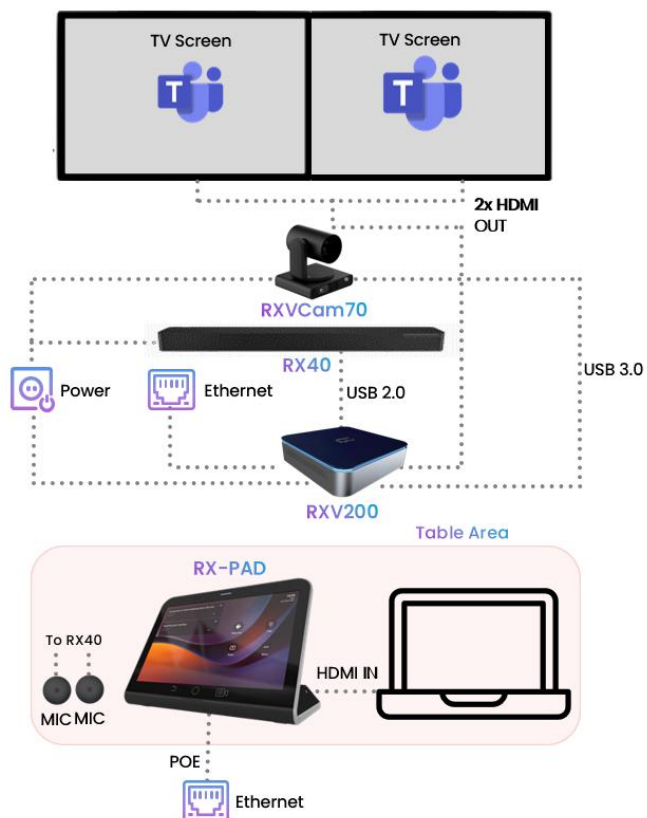 TV Screen
TV Screen
T
T
2x HDMI
OUT
RXVCam70
RX40
Power
Ethernet
USB 2.0
USB 3.0
RXV200
Table Area
RX-PAD
To RX40
HDMI IN
MIC MIC
POE
Ethernet